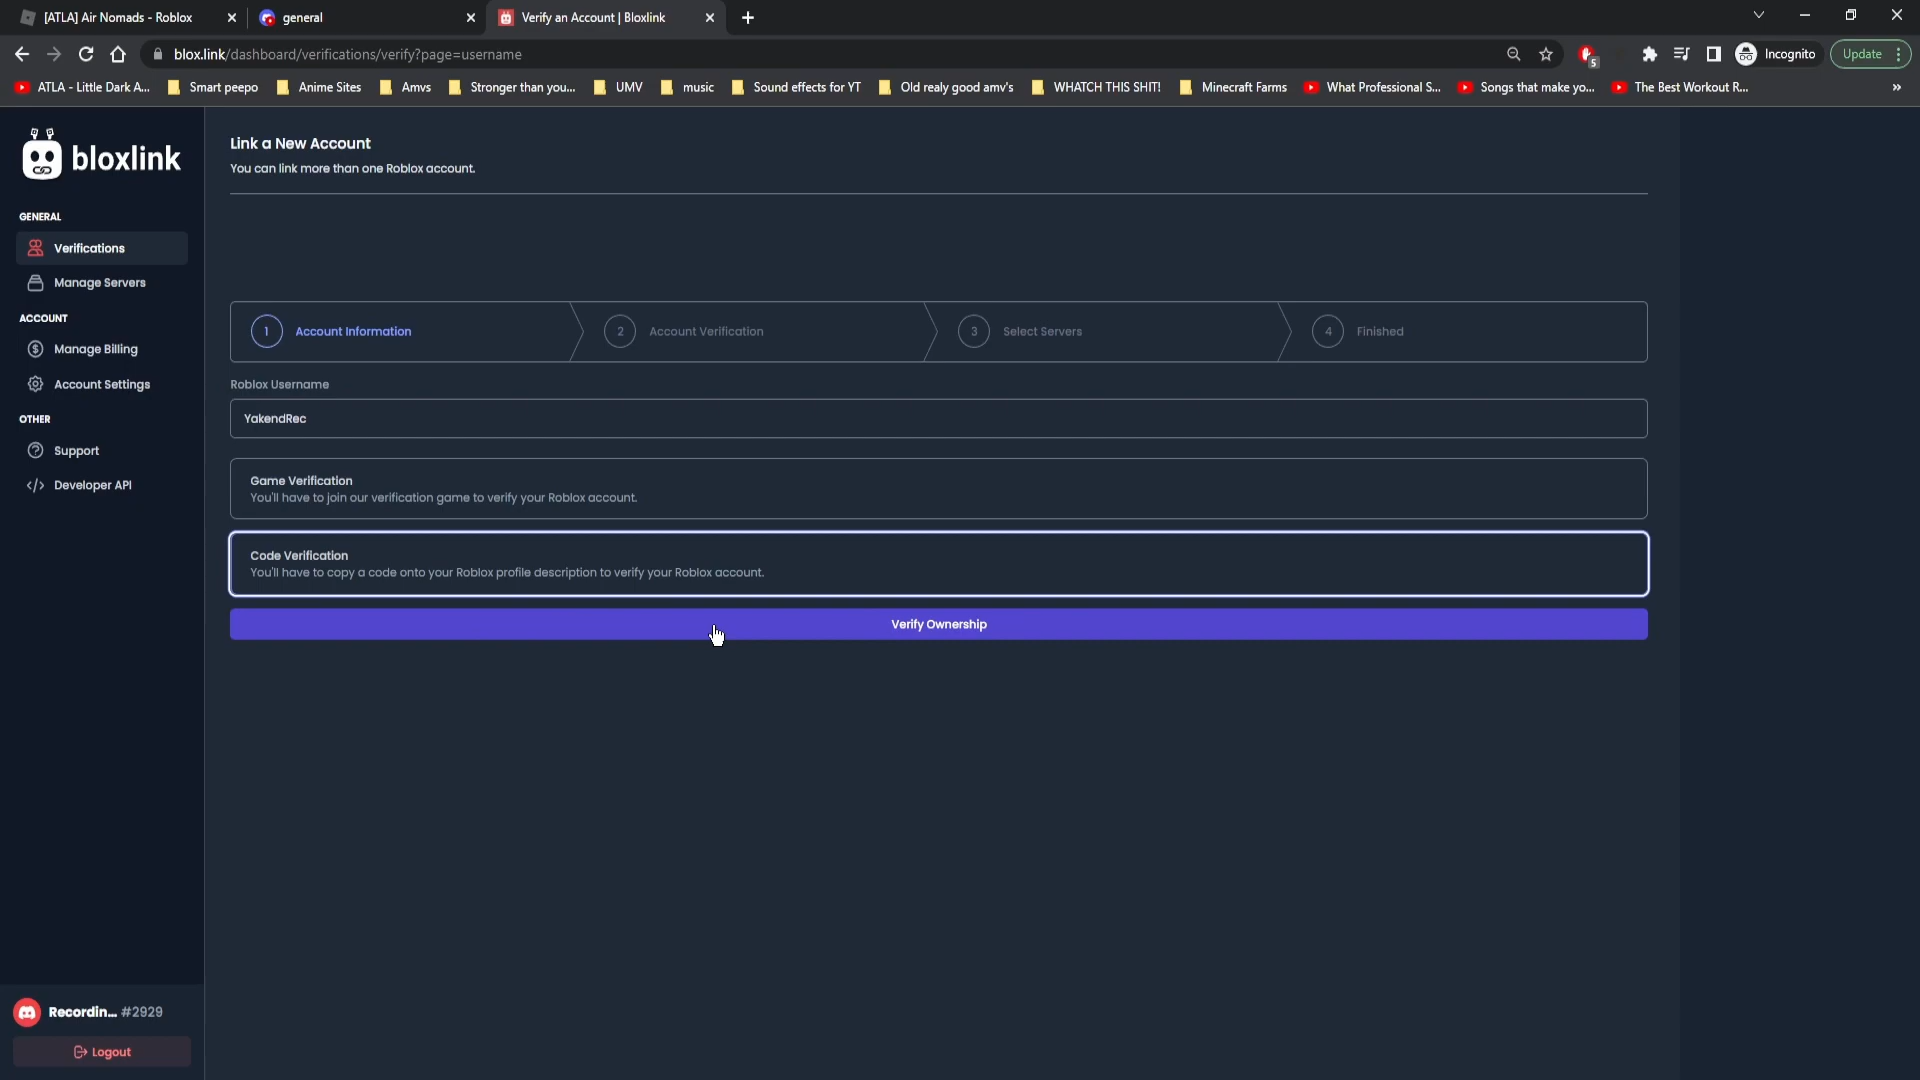 [ATLA] Air Nomads - Roblox
general
Verify an Account | Bloxlink
blox.link/dashboard/verifications/verify?page=username
5
Incognito
Update
ATLA - Little Dark A...
Smart peepo
Anime Sites
Amvs
Stronger than you...
UMV
music
Sound effects for YT
Old realy good amv's
WHATCH THIS SHIT!
Minecraft Farms
What Professional S...
Songs that make yo...
The Best Workout R...
»
bloxlink
GENERAL
Verifications
Manage Servers
ACCOUNT
Manage Billing
Account Settings
OTHER
Support
Developer API
Link a New Account
You can link more than one Roblox account.
1 Account Information
2 Account Verification
3 Select Servers
4 Finished
Roblox Username
YakendRec
Game Verification
You'll have to join our verification game to verify your Roblox account.
Code Verification
You'll have to copy a code onto your Roblox profile description to verify your Roblox account.
Verify Ownership
Recordin... #2929
Logout